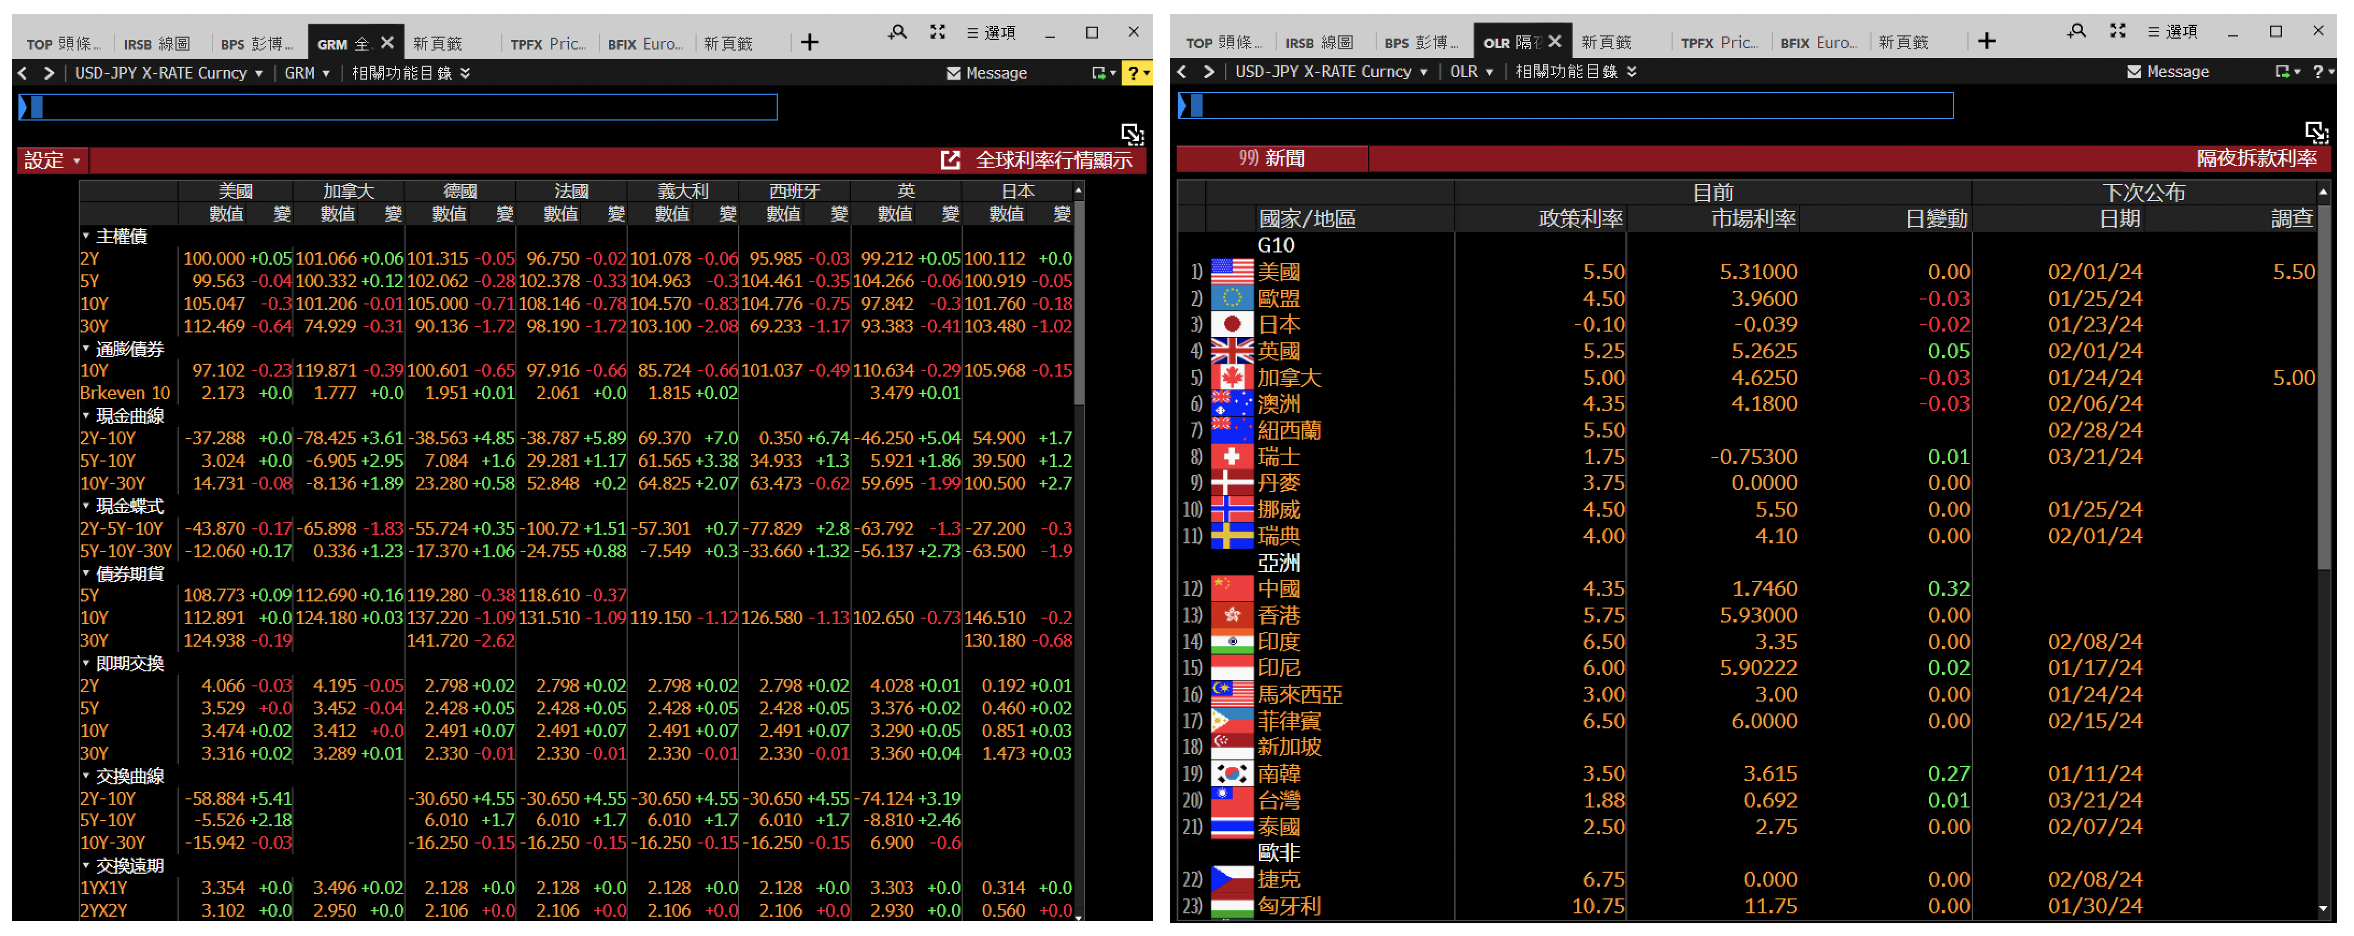 TOP 頭條... IRSB 線圖 BPS 彭博... GRM 全 × 新頁籤 TPFX Pric... BFIX Euro... 新頁籤 + 選項
USD-JPY X-RATE Curncy GRM 相關功能目錄 Message ?
設定 全球利率行情顯示
美國 加拿大 德國 法國 義大利 西班牙 英 日本
數值 變 數值 變 數值 變 數值 變 數值 變 數值 變 數值 變 數值 變
主權債
2Y 100.000 +0.05 101.066 +0.06 101.315 -0.05 96.750 -0.02 101.078 -0.06 95.985 -0.03 99.212 +0.05 100.112 +0.0
5Y 99.563 -0.04 100.332 +0.12 102.062 -0.28 102.378 -0.33 104.963 -0.3 104.461 -0.35 104.266 -0.06 100.919 -0.05
10Y 105.047 -0.3 101.206 -0.01 105.000 -0.71 108.146 -0.78 104.570 -0.83 104.776 -0.75 97.842 -0.3 101.760 -0.18
30Y 112.469 -0.64 74.929 -0.31 90.136 -1.72 98.190 -1.72 103.100 -2.08 69.233 -1.17 93.383 -0.41 103.480 -1.02
通膨債券
10Y 97.102 -0.23 119.871 -0.39 100.601 -0.65 97.916 -0.66 85.724 -0.66 101.037 -0.49 110.634 -0.29 105.968 -0.15
Brkeven 10 2.173 +0.0 1.777 +0.0 1.951 +0.01 2.061 +0.0 1.815 +0.02 3.479 +0.01
現金曲線
2Y-10Y -37.288 +0.0 -78.425 +3.61 -38.563 +4.85 -38.787 +5.89 69.370 +7.0 0.350 +6.74 -46.250 +5.04 54.900 +1.7
5Y-10Y 3.024 +0.0 -6.905 +2.95 7.084 +1.6 29.281 +1.17 61.565 +3.38 34.933 +1.3 5.921 +1.86 39.500 +1.2
10Y-30Y 14.731 -0.08 -8.136 +1.89 23.280 +0.58 52.848 +0.2 64.825 +2.07 63.473 -0.62 59.695 -1.99 100.500 +2.7
現金蝶式
2Y-5Y-10Y -43.870 -0.17 -65.898 -1.83 -55.724 +0.35 -100.72 +1.51 -57.301 +0.7 -77.829 +2.8 -63.792 -1.3 -27.200 -0.3
5Y-10Y-30Y -12.060 +0.17 0.336 +1.23 -17.370 +1.06 -24.755 +0.88 -7.549 +0.3 -33.660 +1.32 -56.137 +2.73 -63.500 -1.9
債券期貨
5Y 108.773 +0.09 112.690 +0.16 119.280 -0.38 118.610 -0.37
10Y 112.891 +0.0 124.180 +0.03 137.220 -1.09 131.510 -1.09 119.150 -1.12 126.580 -1.13 102.650 -0.73 146.510 -0.2
30Y 124.938 -0.19 141.720 -2.62 130.180 -0.68
即期交換
2Y 4.066 -0.03 4.195 -0.05 2.798 +0.02 2.798 +0.02 2.798 +0.02 2.798 +0.02 4.028 +0.01 0.192 +0.01
5Y 3.529 +0.0 3.452 -0.04 2.428 +0.05 2.428 +0.05 2.428 +0.05 2.428 +0.05 3.376 +0.02 0.460 +0.02
10Y 3.474 +0.02 3.412 +0.0 2.491 +0.07 2.491 +0.07 2.491 +0.07 2.491 +0.07 3.290 +0.05 0.851 +0.03
30Y 3.316 +0.02 3.289 +0.01 2.330 -0.01 2.330 -0.01 2.330 -0.01 2.330 -0.01 3.360 +0.04 1.473 +0.03
交換曲線
2Y-10Y -58.884 +5.41 -30.650 +4.55 -30.650 +4.55 -30.650 +4.55 -30.650 +4.55 -74.124 +3.19
5Y-10Y -5.526 +2.18 6.010 +1.7 6.010 +1.7 6.010 +1.7 6.010 +1.7 -8.810 +2.46
10Y-30Y -15.942 -0.03 -16.250 -0.15 -16.250 -0.15 -16.250 -0.15 -16.250 -0.15 6.900 -0.6
交換遠期
1YX1Y 3.354 +0.0 3.496 +0.02 2.128 +0.0 2.128 +0.0 2.128 +0.0 2.128 +0.0 3.303 +0.0 0.314 +0.0
2YX2Y 3.102 +0.0 2.950 +0.0 2.106 +0.0 2.106 +0.0 2.106 +0.0 2.106 +0.0 2.930 +0.0 0.560 +0.0
TOP 頭條... IRSB 線圖 BPS 彭博... OLR 隔夜 × 新頁籤 TPFX Pric... BFIX Euro... 新頁籤 + 選項
USD-JPY X-RATE Curncy OLR 相關功能目錄 Message ?
99) 新聞 隔夜拆款利率
目前 下次公布
國家/地區 政策利率 市場利率 日變動 日期 調查
G10
1) 美國 5.50 5.31000 0.00 02/01/24 5.50
2) 歐盟 4.50 3.9600 -0.03 01/25/24
3) 日本 -0.10 -0.039 -0.02 01/23/24
4) 英國 5.25 5.2625 0.05 02/01/24
5) 加拿大 5.00 4.6250 -0.03 01/24/24 5.00
6) 澳洲 4.35 4.1800 -0.03 02/06/24
7) 紐西蘭 5.50 02/28/24
8) 瑞士 1.75 -0.75300 0.01 03/21/24
9) 丹麥 3.75 0.0000 0.00
10) 挪威 4.50 5.50 0.00 01/25/24
11) 瑞典 4.00 4.10 0.00 02/01/24
亞洲
12) 中國 4.35 1.7460 0.32
13) 香港 5.75 5.93000 0.00
14) 印度 6.50 3.35 0.00 02/08/24
15) 印尼 6.00 5.90222 0.02 01/17/24
16) 馬來西亞 3.00 3.00 0.00 01/24/24
17) 菲律賓 6.50 6.0000 0.00 02/15/24
18) 新加坡
19) 南韓 3.50 3.615 0.27 01/11/24
20) 台灣 1.88 0.692 0.01 03/21/24
21) 泰國 2.50 2.75 0.00 02/07/24
歐非
22) 捷克 6.75 0.000 0.00 02/08/24
23) 匈牙利 10.75 11.75 0.00 01/30/24